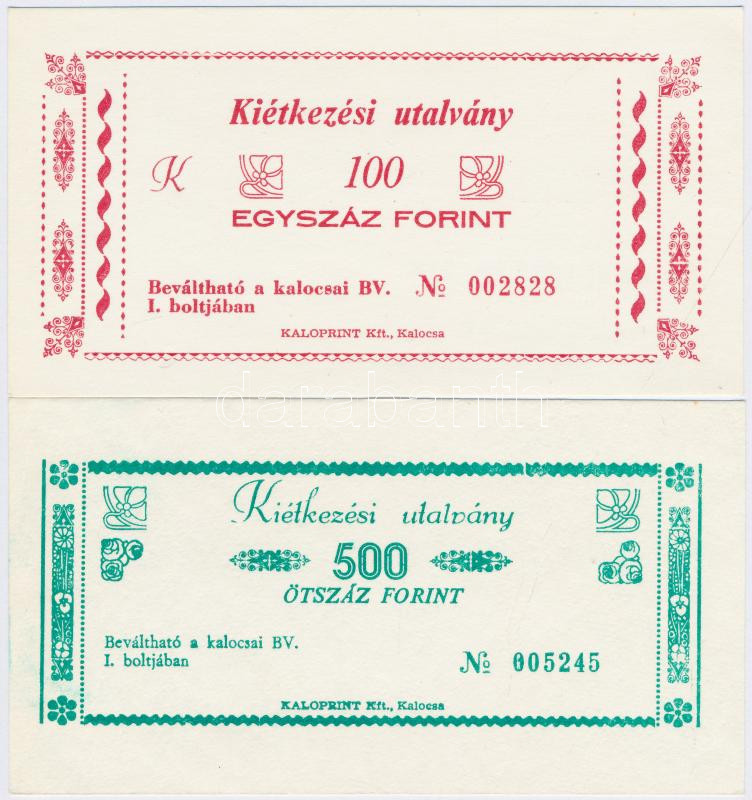 Kiétkezési utalvány
K 100
EGYSZÁZ FORINT
Beváltható a kalocsai BV. № 002828
I. boltjában
KALOPRINT Kft., Kalocsa
darabanth
Kiétkezési utalvány
500
ÖTSZÁZ FORINT
Beváltható a kalocsai BV.
I. boltjában № 005245
KALOPRINT Kft., Kalocsa